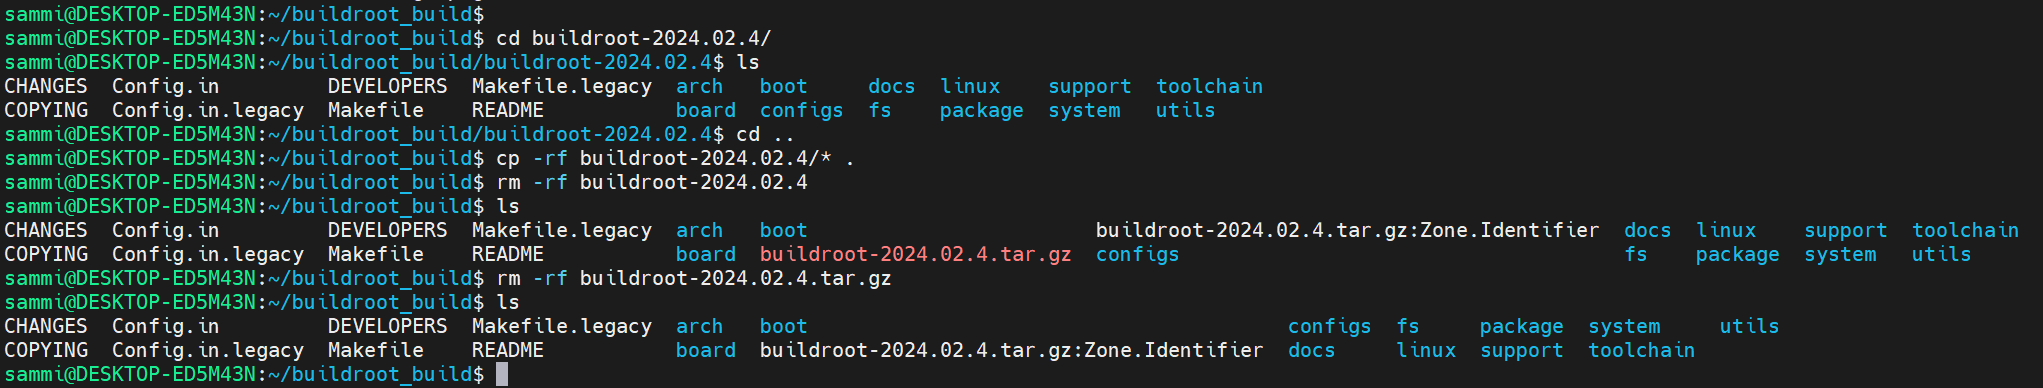 sammi@DESKTOP-ED5M43N:~/buildroot_build$
sammi@DESKTOP-ED5M43N:~/buildroot_build$ cd buildroot-2024.02.4/
sammi@DESKTOP-ED5M43N:~/buildroot_build/buildroot-2024.02.4$ ls
CHANGES  Config.in         DEVELOPERS  Makefile.legacy  arch   boot     docs  linux    support  toolchain
COPYING  Config.in.legacy  Makefile    README           board  configs  fs    package  system   utils
sammi@DESKTOP-ED5M43N:~/buildroot_build/buildroot-2024.02.4$ cd ..
sammi@DESKTOP-ED5M43N:~/buildroot_build$ cp -rf buildroot-2024.02.4/* .
sammi@DESKTOP-ED5M43N:~/buildroot_build$ rm -rf buildroot-2024.02.4
sammi@DESKTOP-ED5M43N:~/buildroot_build$ ls
CHANGES  Config.in         DEVELOPERS  Makefile.legacy  arch   boot                        buildroot-2024.02.4.tar.gz:Zone.Identifier  docs  linux    support  toolchain
COPYING  Config.in.legacy  Makefile    README           board  buildroot-2024.02.4.tar.gz  configs                                     fs    package  system   utils
sammi@DESKTOP-ED5M43N:~/buildroot_build$ rm -rf buildroot-2024.02.4.tar.gz
sammi@DESKTOP-ED5M43N:~/buildroot_build$ ls
CHANGES  Config.in         DEVELOPERS  Makefile.legacy  arch   boot                                        configs  fs     package  system     utils
COPYING  Config.in.legacy  Makefile    README           board  buildroot-2024.02.4.tar.gz:Zone.Identifier  docs     linux  support  toolchain
sammi@DESKTOP-ED5M43N:~/buildroot_build$